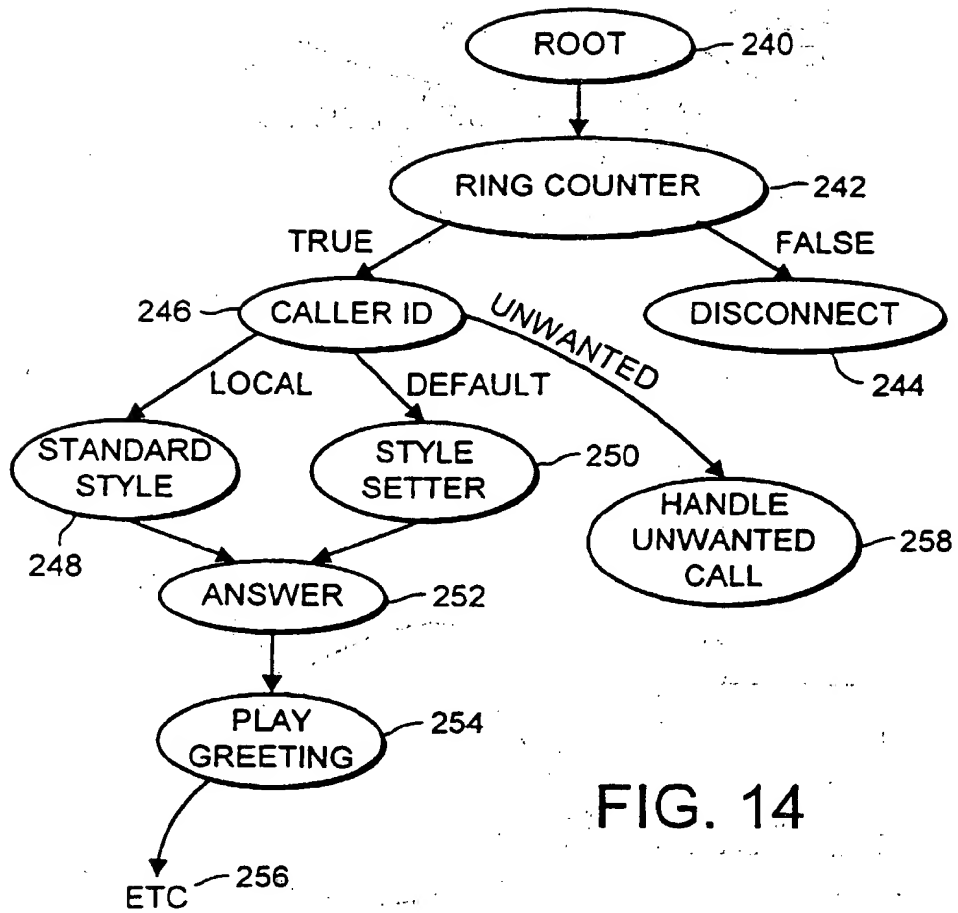 ROOT
240
RING COUNTER
242
TRUE
FALSE
246
CALLER ID
UNWANTED
DISCONNECT
244
LOCAL
DEFAULT
STANDARD
STYLE
248
STYLE
SETTER
250
HANDLE
UNWANTED
CALL
258
ANSWER
252
PLAY
GREETING
254
FIG. 14
ETC
256